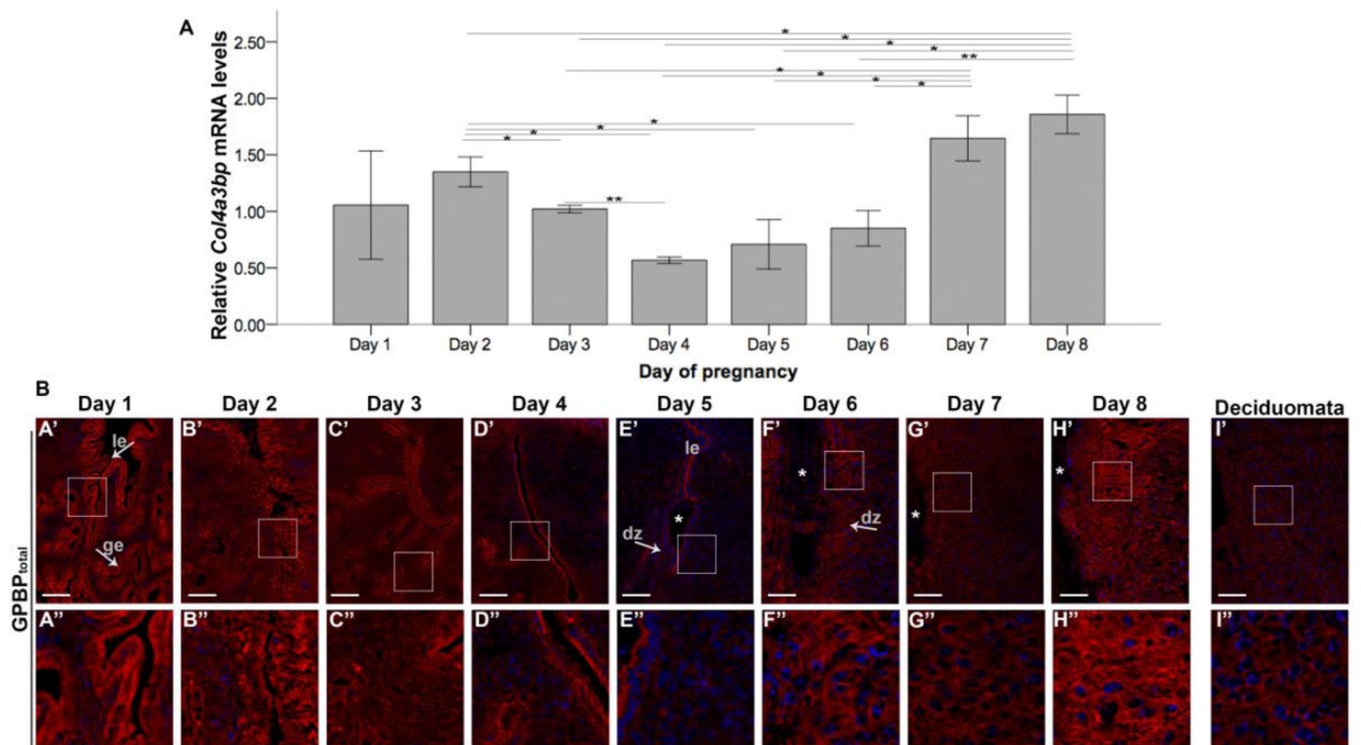 A
Relative Col4a3bp mRNA levels
2.50
2.00
1.50
1.00
0.50
0.00
*
*
*
*
**
*
*
*
*
*
*
*
*
**
Day 1 Day 2 Day 3 Day 4 Day 5 Day 6 Day 7 Day 8
Day of pregnancy
B
Day 1 Day 2 Day 3 Day 4 Day 5 Day 6 Day 7 Day 8 Deciduomata
GPBPtotal
A’ B’ C’ D’ E’ F’ G’ H’ I’
le
le
*
*
*
*
ge
dz
dz
A” B” C” D” E” F” G” H” I”